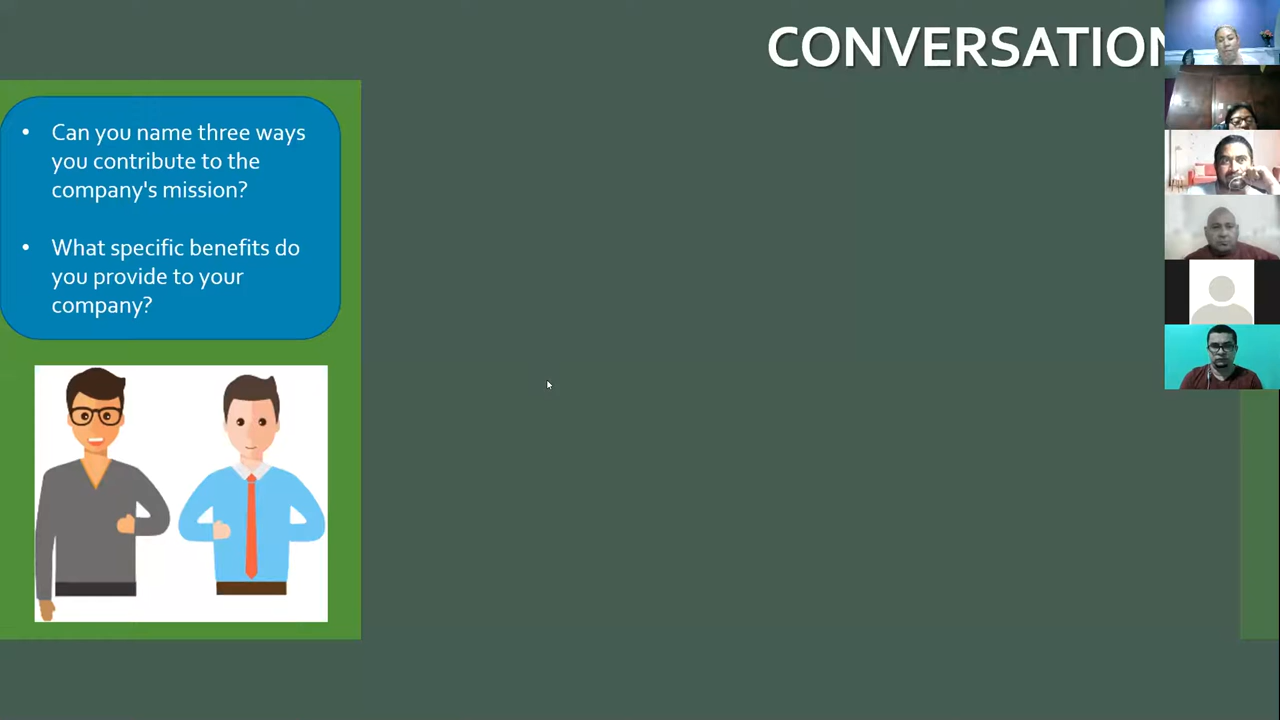 CONVERSATION
• Can you name three ways
you contribute to the
company's mission?
• What specific benefits do
you provide to your
company?